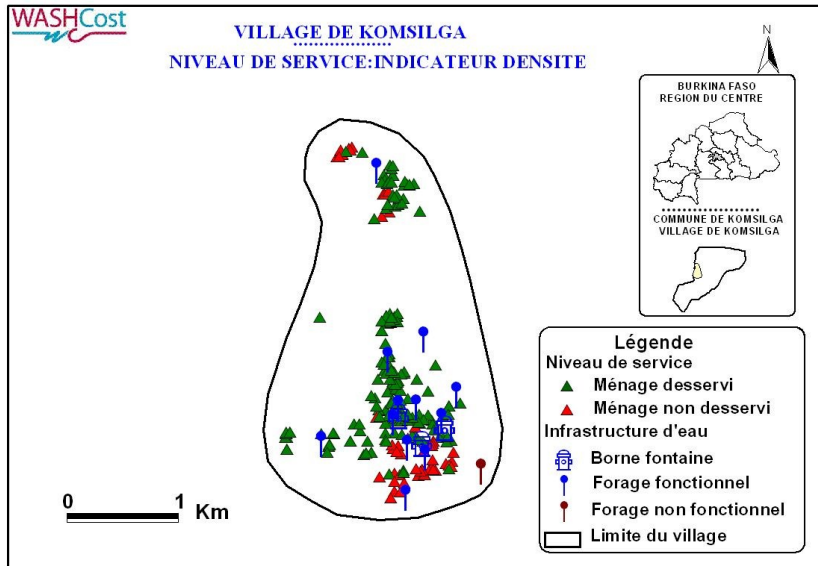 WASHCost
VILLAGE DE KOMSILGA
NIVEAU DE SERVICE:INDICATEUR DENSITE
N
BURKINA FASO
REGION DU CENTRE
COMMUNE DE KOMSILGA
VILLAGE DE KOMSILGA
Légende
Niveau de service
Ménage desservi
Ménage non desservi
Infrastructure d'eau
Borne fontaine
Forage fonctionnel
Forage non fonctionnel
Limite du village
0 1
Km